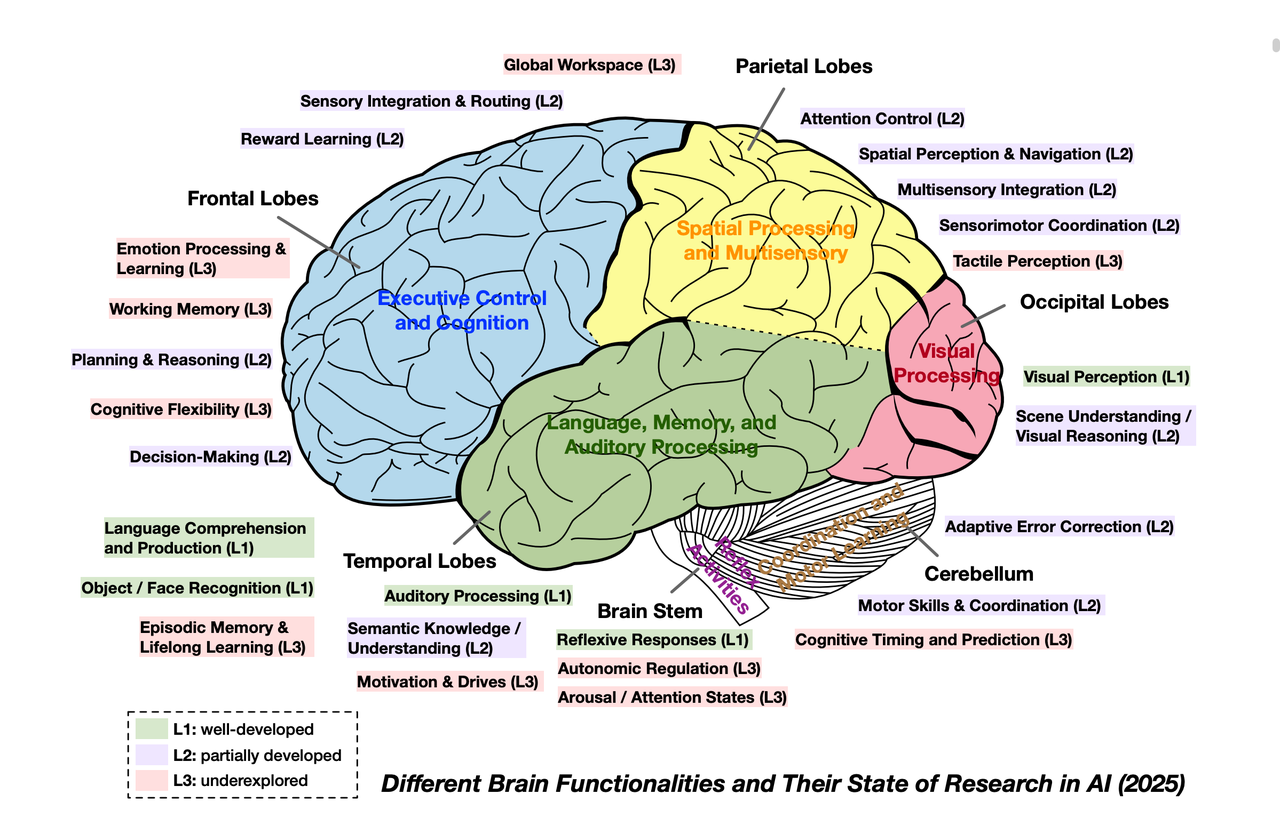 Global Workspace (L3)
Parietal Lobes
Sensory Integration & Routing (L2)
Attention Control (L2)
Reward Learning (L2)
Spatial Perception & Navigation (L2)
Multisensory Integration (L2)
Frontal Lobes
Sensorimotor Coordination (L2)
Spatial Processing
and Multisensory
Emotion Processing &
Learning (L3)
Tactile Perception (L3)
Executive Control
and Cognition
Occipital Lobes
Working Memory (L3)
Planning & Reasoning (L2)
Visual
Processing
Visual Perception (L1)
Cognitive Flexibility (L3)
Scene Understanding /
Visual Reasoning (L2)
Language, Memory, and
Auditory Processing
Decision-Making (L2)
Language Comprehension
and Production (L1)
Coordination and
Motor Learning
Adaptive Error Correction (L2)
Temporal Lobes
Reflex
Activities
Cerebellum
Object / Face Recognition (L1)
Auditory Processing (L1)
Brain Stem
Motor Skills & Coordination (L2)
Episodic Memory &
Lifelong Learning (L3)
Semantic Knowledge /
Understanding (L2)
Reflexive Responses (L1)
Cognitive Timing and Prediction (L3)
Autonomic Regulation (L3)
Motivation & Drives (L3)
Arousal / Attention States (L3)
L1: well-developed
L2: partially developed
L3: underexplored
Different Brain Functionalities and Their State of Research in AI (2025)